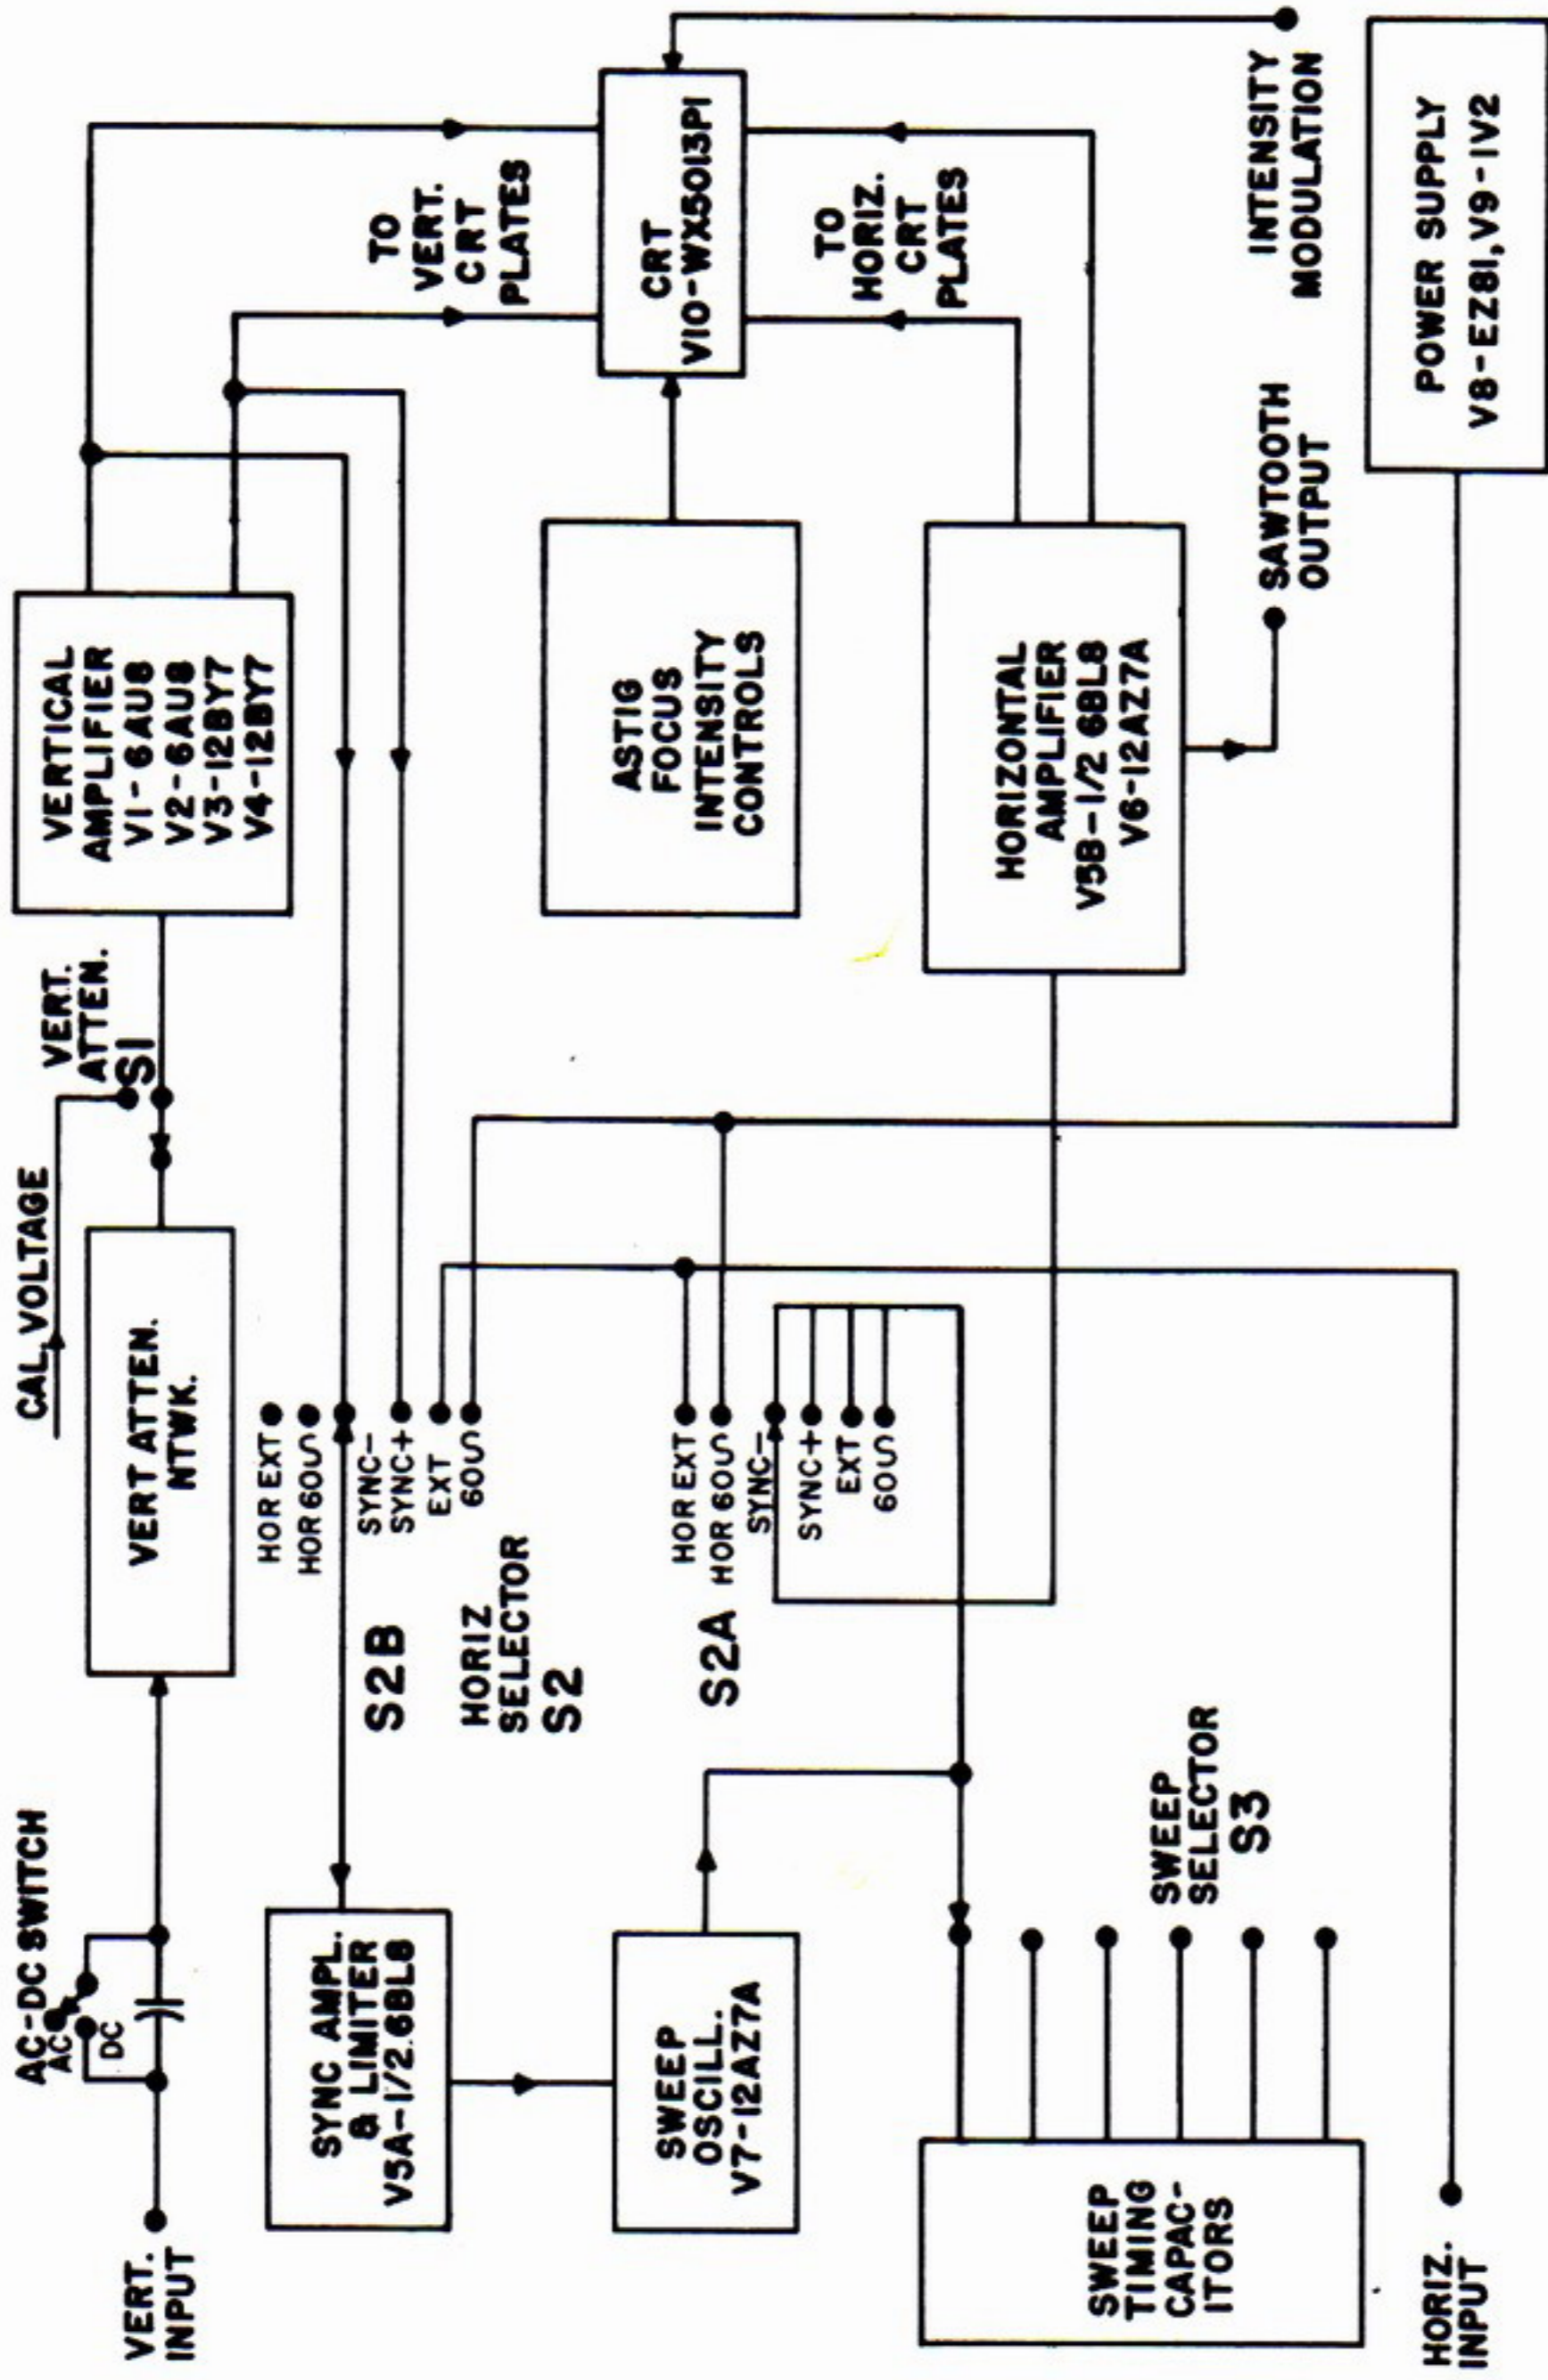 VERT.
INPUT
AC-DC SWITCH
AC
DC
VERT ATTEN.
NTWK.
CAL. VOLTAGE
VERT.
ATTEN.
S1
VERTICAL
AMPLIFIER
V1-6AU8
V2-6AU8
V3-12BY7
V4-12BY7
TO
VERT.
CRT
PLATES
SYNC AMPL.
& LIMITER
V5A-1/2 6BL8
S2B
HOR EXT
HOR 60∿
SYNC-
SYNC+
EXT
60∿
HORIZ
SELECTOR
S2
ASTIG
FOCUS
INTENSITY
CONTROLS
CRT
V10-WX5013P1
SWEEP
OSCILL.
V7-12AZ7A
S2A
HOR EXT
HOR 60∿
SYNC-
SYNC+
EXT
60∿
TO
HORIZ.
CRT
PLATES
HORIZONTAL
AMPLIFIER
V5B-1/2 6BL8
V6-12AZ7A
SWEEP
TIMING
CAPAC-
ITORS
SWEEP
SELECTOR
S3
SAWTOOTH
OUTPUT
INTENSITY
MODULATION
HORIZ.
INPUT
POWER SUPPLY
V8-EZ81, V9-1V2